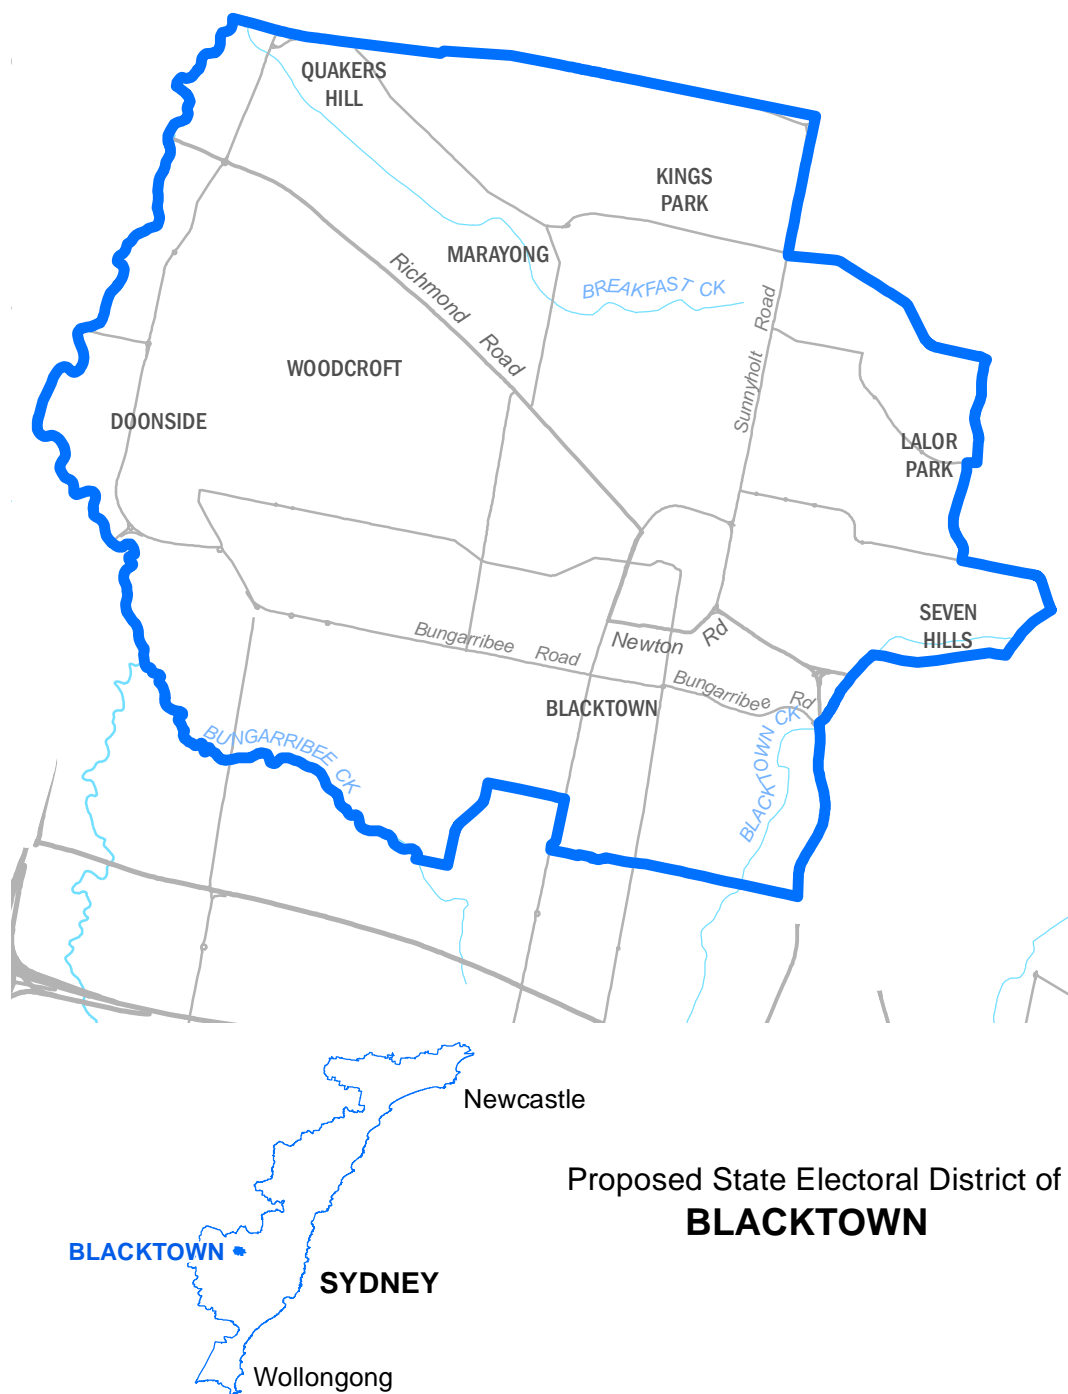 QUAKERS
HILL
KINGS
PARK
MARAYONG
BREAKFAST CK
Richmond Road
Sunnyholt Road
WOODCROFT
DOONSIDE
LALOR
PARK
SEVEN
HILLS
Bungarribee Road
Newton Rd
Bungarribee Rd
BLACKTOWN
BUNGARRIBEE CK
BLACKTOWN CK
Newcastle
Proposed State Electoral District of
BLACKTOWN
BLACKTOWN
SYDNEY
Wollongong